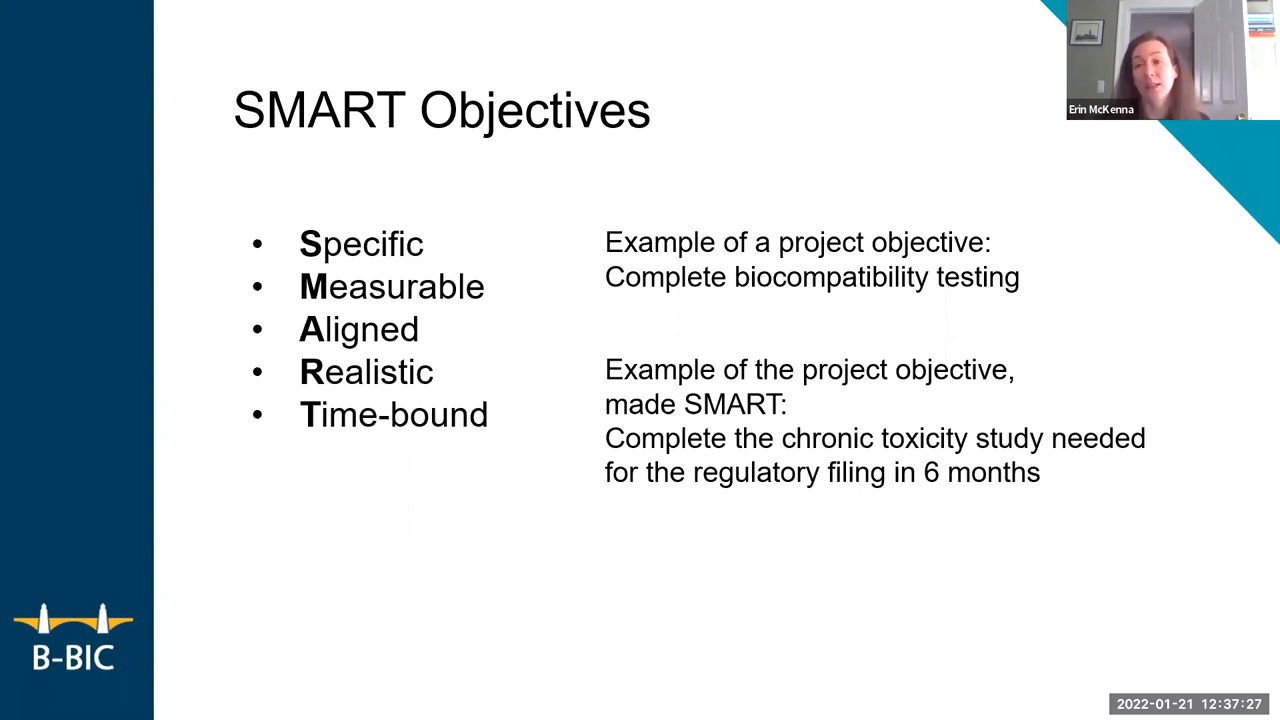 Erin McKenna
SMART Objectives
• Specific
• Measurable
• Aligned
• Realistic
• Time-bound
Example of a project objective:
Complete biocompatibility testing
Example of the project objective,
made SMART:
Complete the chronic toxicity study needed
for the regulatory filing in 6 months
B-BIC
2022-01-21 12:37:27